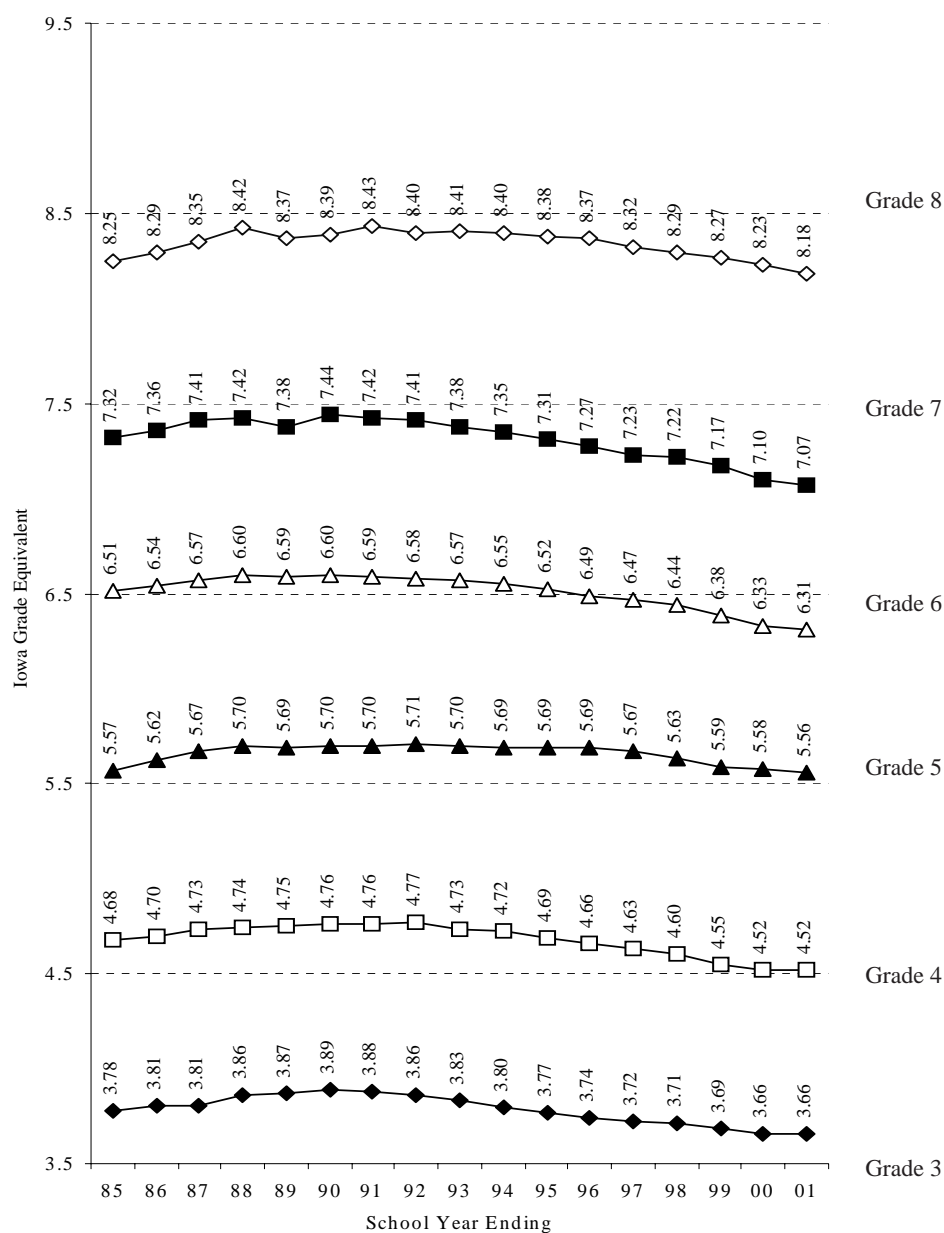 9.5
8.25 8.29 8.35 8.42 8.37 8.39 8.43 8.40 8.41 8.40 8.38 8.37 8.32 8.29 8.27 8.23 8.18
8.5
Grade 8
7.32 7.36 7.41 7.42 7.38 7.44 7.42 7.41 7.38 7.35 7.31 7.27 7.23 7.22 7.17 7.10 7.07
7.5
Grade 7
6.51 6.54 6.57 6.60 6.59 6.60 6.59 6.58 6.57 6.55 6.52 6.49 6.47 6.44 6.38 6.33 6.31
6.5
Grade 6
Iowa Grade Equivalent
5.57 5.62 5.67 5.70 5.69 5.70 5.70 5.71 5.70 5.69 5.69 5.69 5.67 5.63 5.59 5.58 5.56
5.5
Grade 5
4.68 4.70 4.73 4.74 4.75 4.76 4.76 4.77 4.73 4.72 4.69 4.66 4.63 4.60 4.55 4.52 4.52
4.5
Grade 4
3.78 3.81 3.81 3.86 3.87 3.89 3.88 3.86 3.83 3.80 3.77 3.74 3.72 3.71 3.69 3.66 3.66
3.5
Grade 3
85 86 87 88 89 90 91 92 93 94 95 96 97 98 99 00 01
School Year Ending